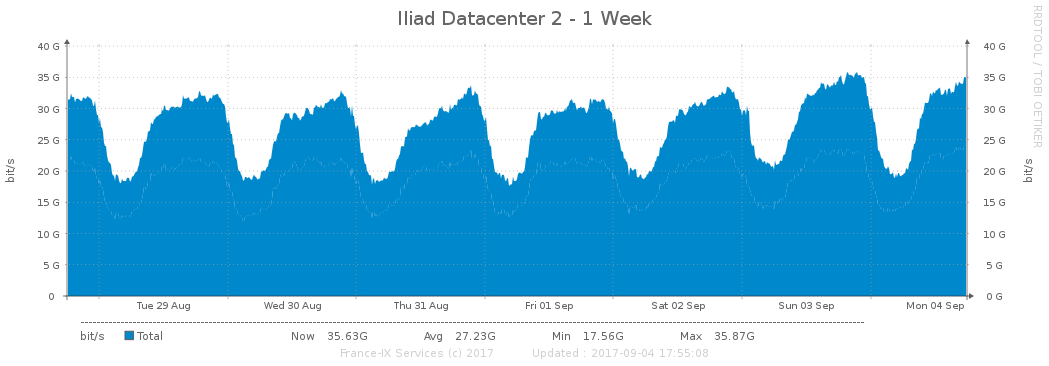 Iliad Datacenter 2 - 1 Week
RRDTOOL / TOBI OETIKER
40 G 40 G
35 G 35 G
30 G 30 G
25 G 25 G
20 G 20 G
15 G 15 G
10 G 10 G
5 G 5 G
0 0 G
bit/s bit/s
Tue 29 Aug Wed 30 Aug Thu 31 Aug Fri 01 Sep Sat 02 Sep Sun 03 Sep Mon 04 Sep
bit/s Total Now 35.63G Avg 27.23G Min 17.56G Max 35.87G
France-IX Services (c) 2017 Updated : 2017-09-04 17:55:08